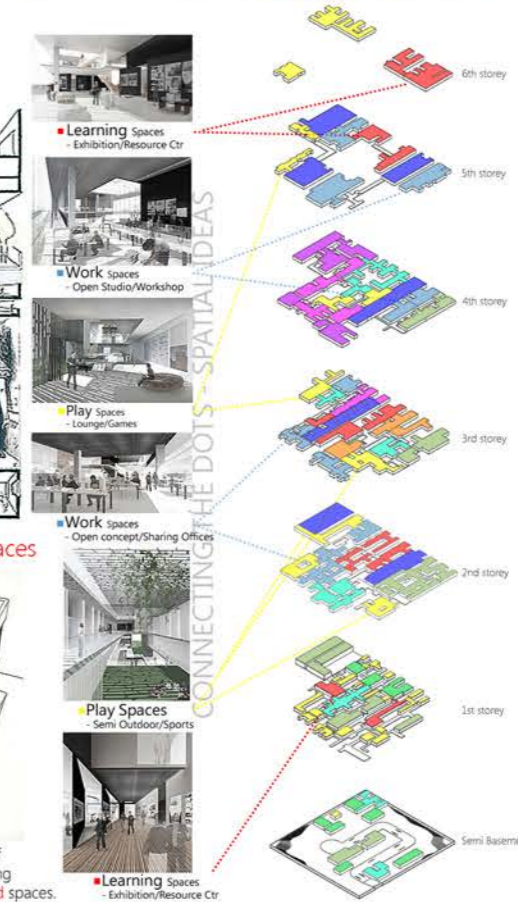 Learning Spaces
- Exhibition/Resource Ctr
Work Spaces
- Open Studio/Workshop
Play Spaces
- Lounge/Games
Work Spaces
- Open concept/Sharing Offices
Play Spaces
- Semi Outdoor/Sports
Learning Spaces
- Exhibition/Resource Ctr
CONNECTING THE DOTS - SPATIAL IDEAS
6th storey
5th storey
4th storey
3rd storey
2nd storey
1st storey
Semi
spaces.